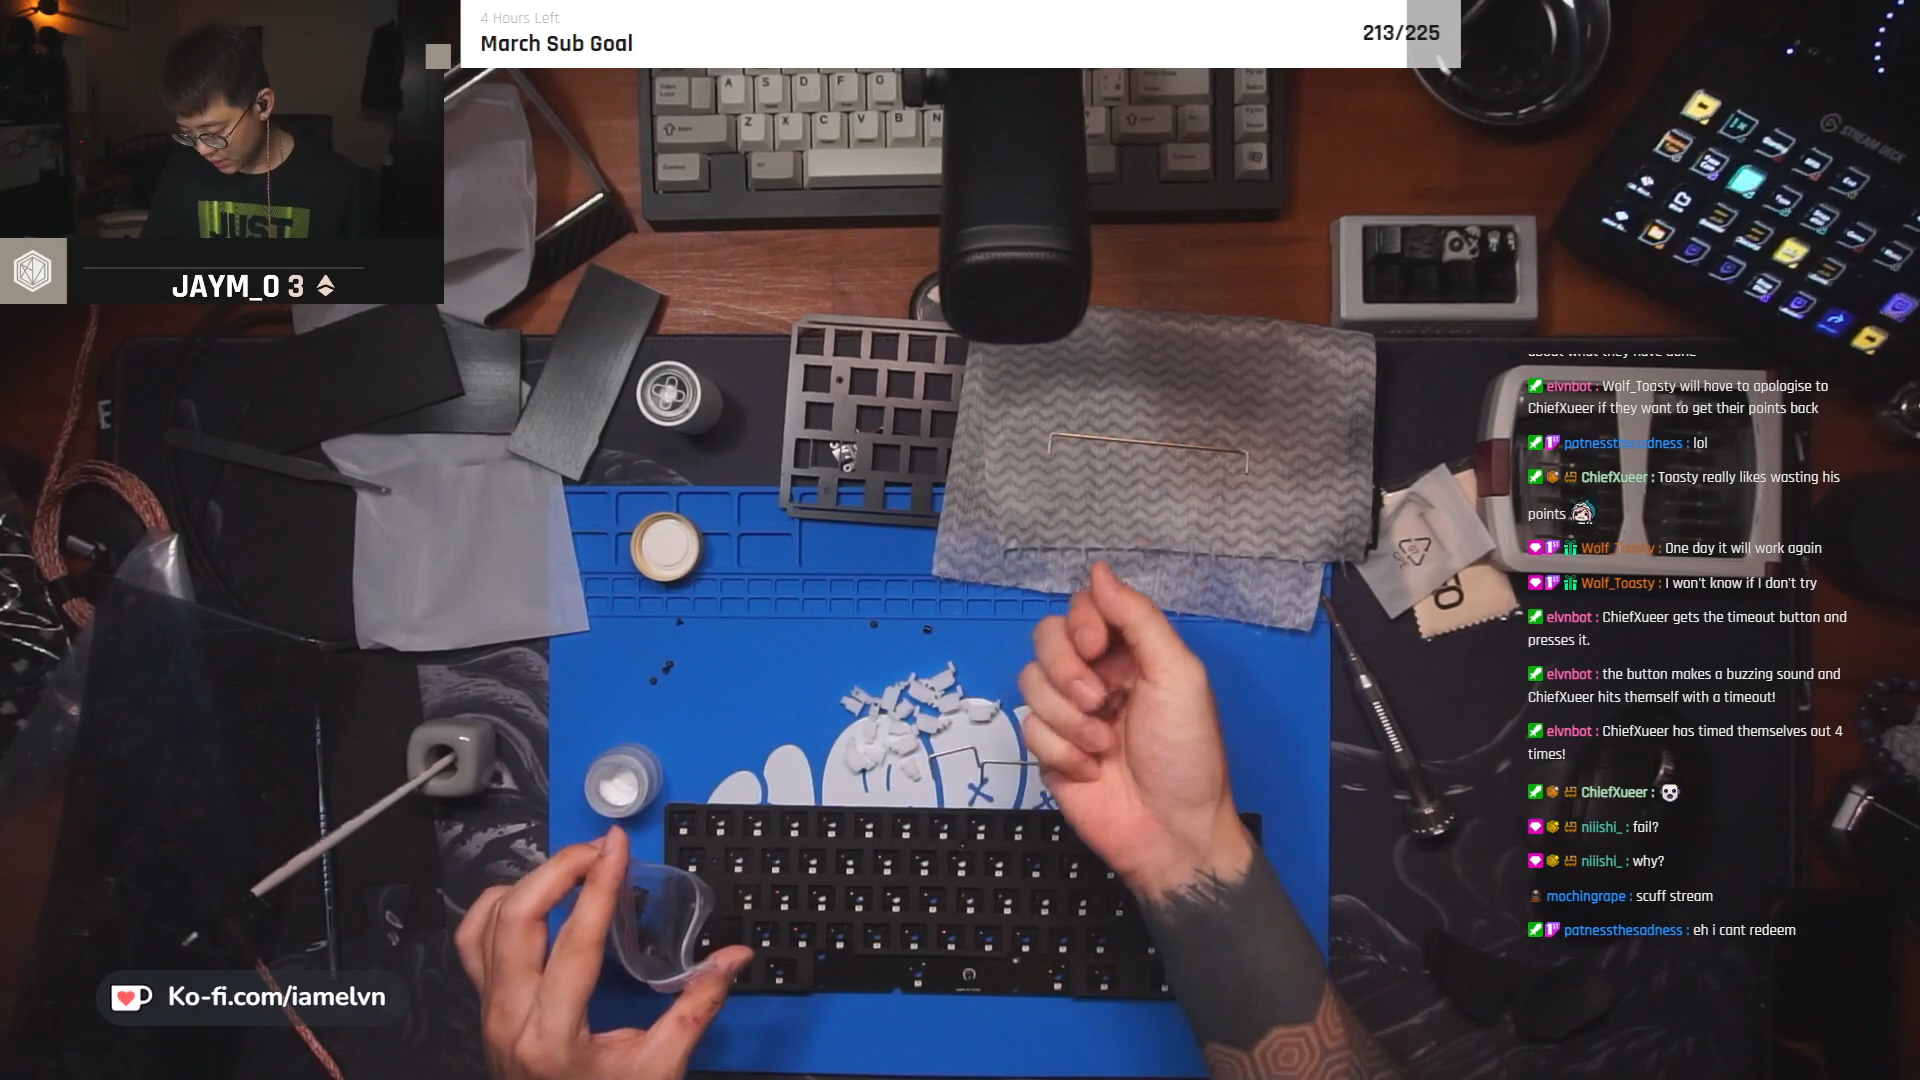 4 Hours Left
March Sub Goal
213/225
JUST
JAYM_0 3
A S D F G
Z X C V B N
STREAM DECK
elvnbot : Wolf_Toasty will have to apologise to
ChiefXueer if they want to get their points back
patnessthesadness : lol
ChiefXueer : Toasty really likes wasting his
points
Wolf_Toasty : One day it will work again
Wolf_Toasty : I won't know if I don't try
elvnbot : ChiefXueer gets the timeout button and
presses it.
elvnbot : the button makes a buzzing sound and
ChiefXueer hits themself with a timeout!
elvnbot : ChiefXueer has timed themselves out 4
times!
ChiefXueer :
niiishi_ : fail?
niiishi_ : why?
mochingrape : scuff stream
patnessthesadness : eh i cant redeem
Ko-fi.com/iamelvn